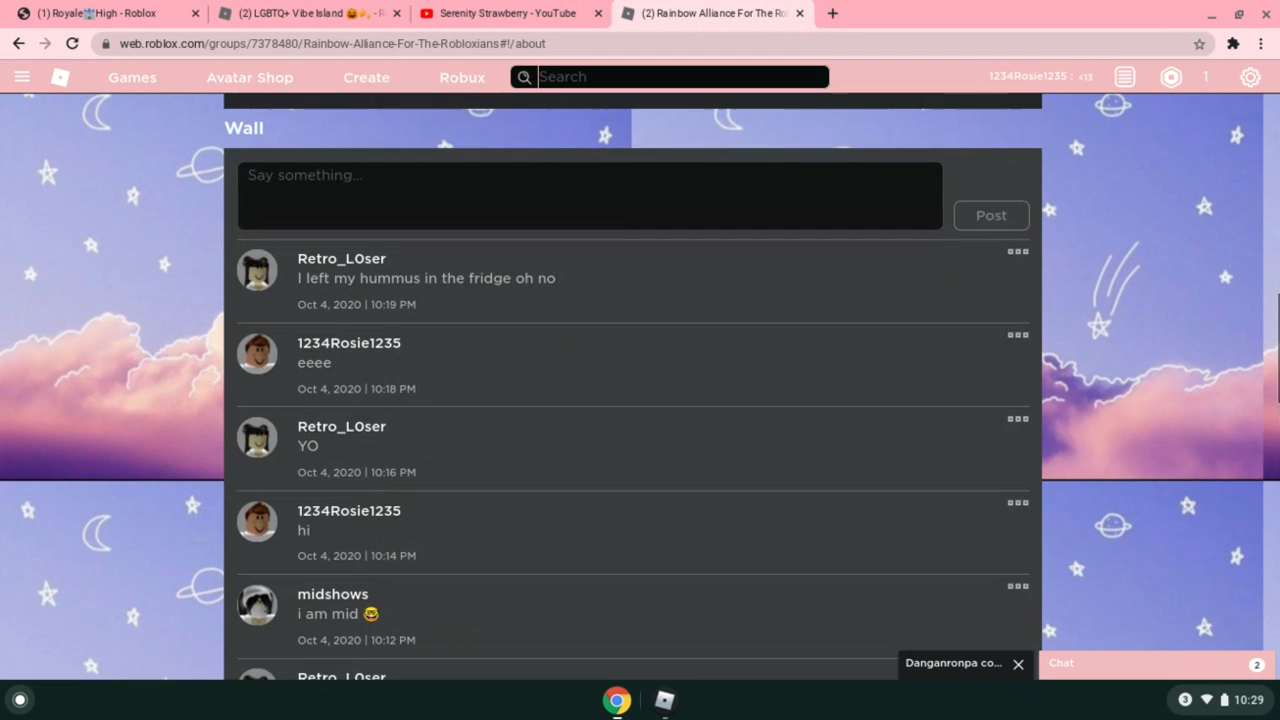 (1) Royale🏰High - Roblox
(2) LGBTQ+ Vibe Island 🎃🍂 - R
Serenity Strawberry - YouTube
(2) Rainbow Alliance For The Ro
web.roblox.com/groups/7378480/Rainbow-Alliance-For-The-Robloxians#!/about
Games
Avatar Shop
Create
Robux
Search
1234Rosie1235 : <13
1
Wall
Say something...
Post
Retro_L0ser
I left my hummus in the fridge oh no
Oct 4, 2020 | 10:19 PM
1234Rosie1235
eeee
Oct 4, 2020 | 10:18 PM
Retro_L0ser
YO
Oct 4, 2020 | 10:16 PM
1234Rosie1235
hi
Oct 4, 2020 | 10:14 PM
midshows
i am mid 🤓
Oct 4, 2020 | 10:12 PM
Retro_L0ser
Danganronpa co...
Chat
2
3
10:29